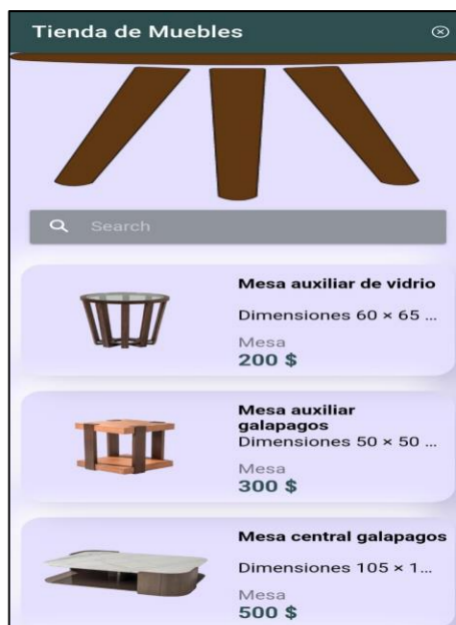 Tienda de Muebles
Search
Mesa auxiliar de vidrio
Dimensiones 60 × 65 ...
Mesa
200 $
Mesa auxiliar
galapagos
Dimensiones 50 × 50 ...
Mesa
300 $
Mesa central galapagos
Dimensiones 105 × 1...
Mesa
500 $